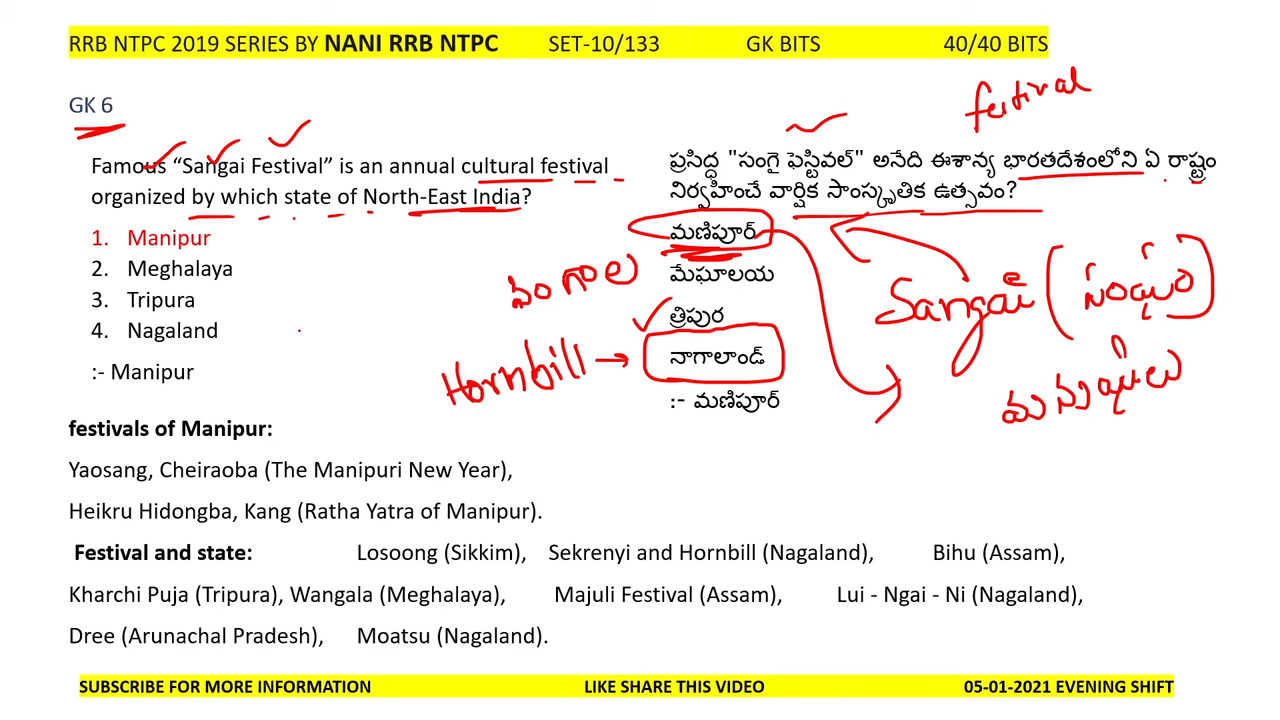 RRB NTPC 2019 SERIES BY NANI RRB NTPC SET-10/133 GK BITS 40/40 BITS
GK 6
festival
Famous “Sangai Festival” is an annual cultural festival
organized by which state of North-East India?
1. Manipur
2. Meghalaya
3. Tripura
4. Nagaland
:- Manipur
ప్రసిద్ధ "సంగై ఫెస్టివల్" అనేది ఈశాన్య భారతదేశంలోని ఏ రాష్ట్రం
నిర్వహించే వార్షిక సాంస్కృతిక ఉత్సవం?
మణిపూర్
మేఘాలయ
త్రిపుర
నాగాలాండ్
:- మణిపూర్
Hornbill
Sangai
festivals of Manipur:
Yaosang, Cheiraoba (The Manipuri New Year),
Heikru Hidongba, Kang (Ratha Yatra of Manipur).
Festival and state: Losoong (Sikkim), Sekrenyi and Hornbill (Nagaland), Bihu (Assam),
Kharchi Puja (Tripura), Wangala (Meghalaya), Majuli Festival (Assam), Lui - Ngai - Ni (Nagaland),
Dree (Arunachal Pradesh), Moatsu (Nagaland).
SUBSCRIBE FOR MORE INFORMATION LIKE SHARE THIS VIDEO 05-01-2021 EVENING SHIFT